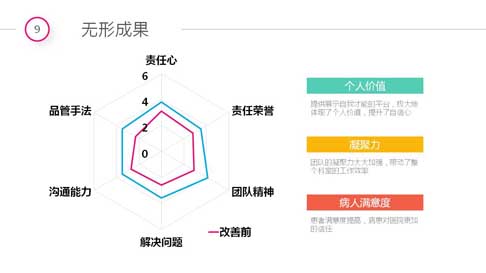 9
无形成果
责任心
6
4
2
0
品管手法
责任荣誉
沟通能力
团队精神
解决问题
改善前
个人价值
提供展示自我才能的平台，极大地
体现了个人价值，提升了自信心
凝聚力
团队的凝聚力大大加强，带动了整
个科室的工作效率
病人满意度
患者满意度提高，病患对医院更加
的信任